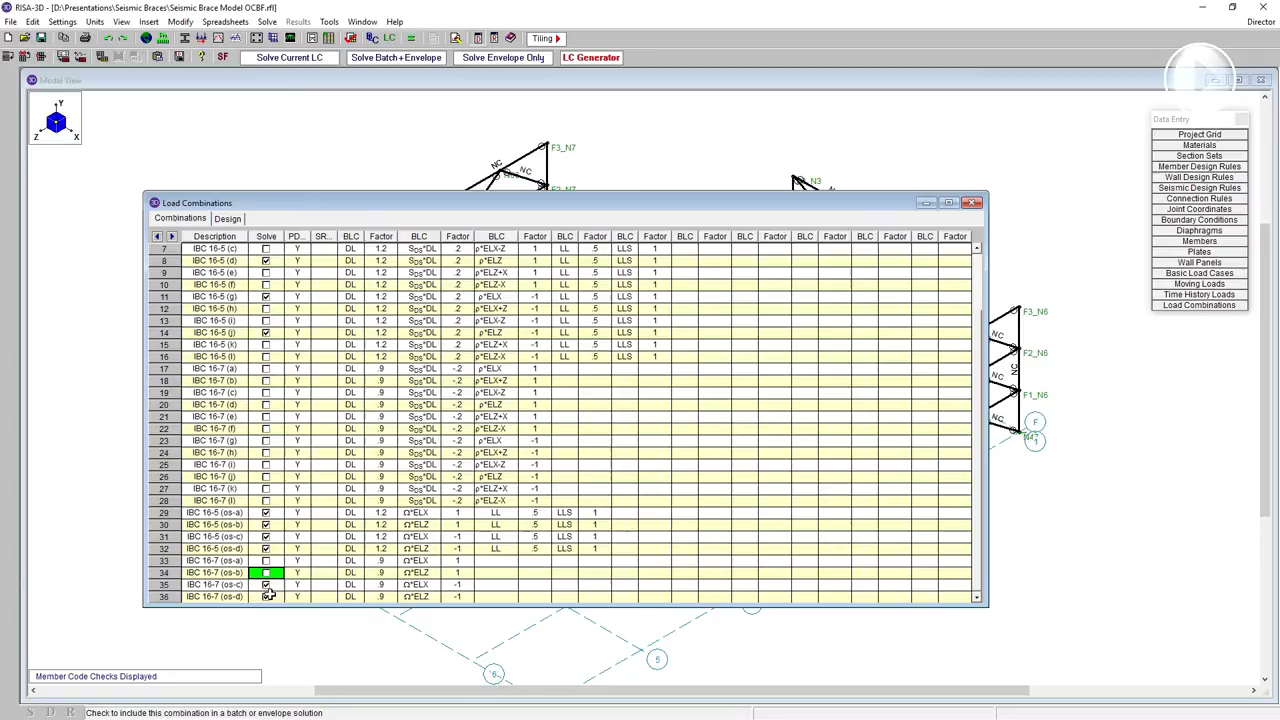 RISA-3D - [D:\Presentations\Seismic Braces\Seismic Brace Model OCBF.rfl]
File Edit Settings Units View Insert Modify Spreadsheets Solve Results Tools Window Help Director
Tiling
SF Solve Current LC Solve Batch+Envelope Solve Envelope Only LC Generator
Model View
Y
Z X
F3_N7
NC
NC
F2_N7
N3
Data Entry
Project Grid
Materials
Section Sets
Member Design Rules
Wall Design Rules
Seismic Design Rules
Connection Rules
Joint Coordinates
Boundary Conditions
Diaphragms
Members
Plates
Wall Panels
Basic Load Cases
Moving Loads
Time History Loads
Load Combinations
Load Combinations
Combinations Design
Description Solve PD... SR... BLC Factor BLC Factor BLC Factor BLC Factor BLC Factor BLC Factor BLC Factor BLC Factor BLC Factor BLC Factor
7 IBC 16-5 (c) Y DL 1.2 SDS*DL .2 ρ*ELX-Z 1 LL .5 LLS 1
8 IBC 16-5 (d) Y DL 1.2 SDS*DL .2 ρ*ELZ 1 LL .5 LLS 1
9 IBC 16-5 (e) Y DL 1.2 SDS*DL .2 ρ*ELZ+X 1 LL .5 LLS 1
10 IBC 16-5 (f) Y DL 1.2 SDS*DL .2 ρ*ELZ-X 1 LL .5 LLS 1
11 IBC 16-5 (g) Y DL 1.2 SDS*DL .2 ρ*ELX -1 LL .5 LLS 1
12 IBC 16-5 (h) Y DL 1.2 SDS*DL .2 ρ*ELX+Z -1 LL .5 LLS 1
13 IBC 16-5 (i) Y DL 1.2 SDS*DL .2 ρ*ELX-Z -1 LL .5 LLS 1
14 IBC 16-5 (j) Y DL 1.2 SDS*DL .2 ρ*ELZ -1 LL .5 LLS 1
15 IBC 16-5 (k) Y DL 1.2 SDS*DL .2 ρ*ELZ+X -1 LL .5 LLS 1
16 IBC 16-5 (l) Y DL 1.2 SDS*DL .2 ρ*ELZ-X -1 LL .5 LLS 1
17 IBC 16-7 (a) Y DL .9 SDS*DL -.2 ρ*ELX 1
18 IBC 16-7 (b) Y DL .9 SDS*DL -.2 ρ*ELX+Z 1
19 IBC 16-7 (c) Y DL .9 SDS*DL -.2 ρ*ELX-Z 1
20 IBC 16-7 (d) Y DL .9 SDS*DL -.2 ρ*ELZ 1
21 IBC 16-7 (e) Y DL .9 SDS*DL -.2 ρ*ELZ+X 1
22 IBC 16-7 (f) Y DL .9 SDS*DL -.2 ρ*ELZ-X 1
23 IBC 16-7 (g) Y DL .9 SDS*DL -.2 ρ*ELX -1
24 IBC 16-7 (h) Y DL .9 SDS*DL -.2 ρ*ELX+Z -1
25 IBC 16-7 (i) Y DL .9 SDS*DL -.2 ρ*ELX-Z -1
26 IBC 16-7 (j) Y DL .9 SDS*DL -.2 ρ*ELZ -1
27 IBC 16-7 (k) Y DL .9 SDS*DL -.2 ρ*ELZ+X -1
28 IBC 16-7 (l) Y DL .9 SDS*DL -.2 ρ*ELZ-X -1
29 IBC 16-5 (os-a) Y DL 1.2 Ω*ELX 1 LL .5 LLS 1
30 IBC 16-5 (os-b) Y DL 1.2 Ω*ELZ 1 LL .5 LLS 1
31 IBC 16-5 (os-c) Y DL 1.2 Ω*ELX -1 LL .5 LLS 1
32 IBC 16-5 (os-d) Y DL 1.2 Ω*ELZ -1 LL .5 LLS 1
33 IBC 16-7 (os-a) Y DL .9 Ω*ELX 1
34 IBC 16-7 (os-b) Y DL .9 Ω*ELZ 1
35 IBC 16-7 (os-c) Y DL .9 Ω*ELX -1
36 IBC 16-7 (os-d) Y DL .9 Ω*ELZ -1
F3_N6
NC
F2_N6
NC
NC
F1_N6
NC
F
1
6
5
Member Code Checks Displayed
S D R Check to include this combination in a batch or envelope solution